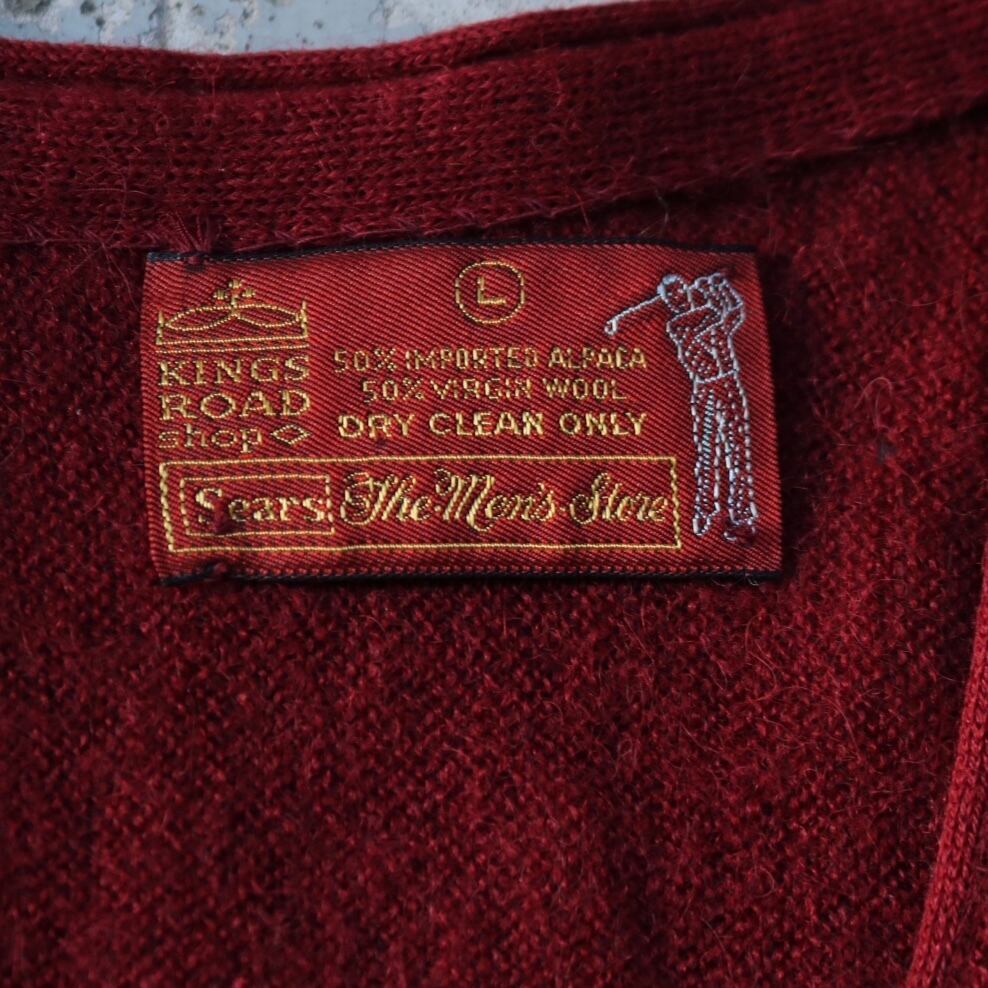 L
KINGS
ROAD
shop
50% IMPORTED ALPACA
50% VIRGIN WOOL
DRY CLEAN ONLY
Sears The Men's Store